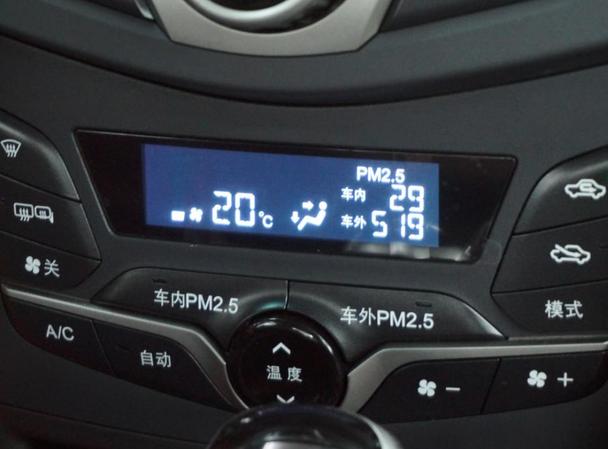 PM2.5
车内 29
20℃
车外 519
关
车内PM2.5
车外PM2.5
模式
A/C
自动
温度
−
+